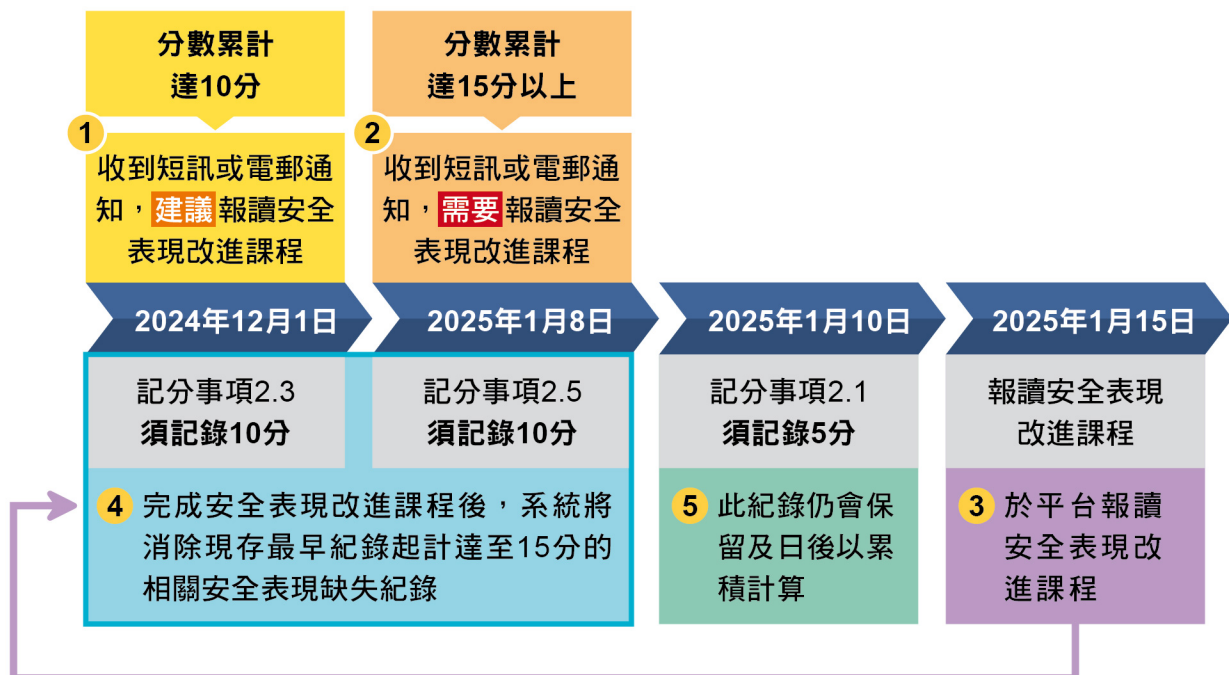 分數累計
達10分
1
收到短訊或電郵通
知，建議報讀安全
表現改進課程
分數累計
達15分以上
2
收到短訊或電郵通
知，需要報讀安全
表現改進課程
2024年12月1日
2025年1月8日
2025年1月10日
2025年1月15日
記分事項2.3
須記錄10分
記分事項2.5
須記錄10分
記分事項2.1
須記錄5分
報讀安全表現
改進課程
4 完成安全表現改進課程後，系統將
消除現存最早紀錄起計達至15分的
相關安全表現缺失紀錄
5 此紀錄仍會保
留及日後以累
積計算
3 於平台報讀
安全表現改
進課程